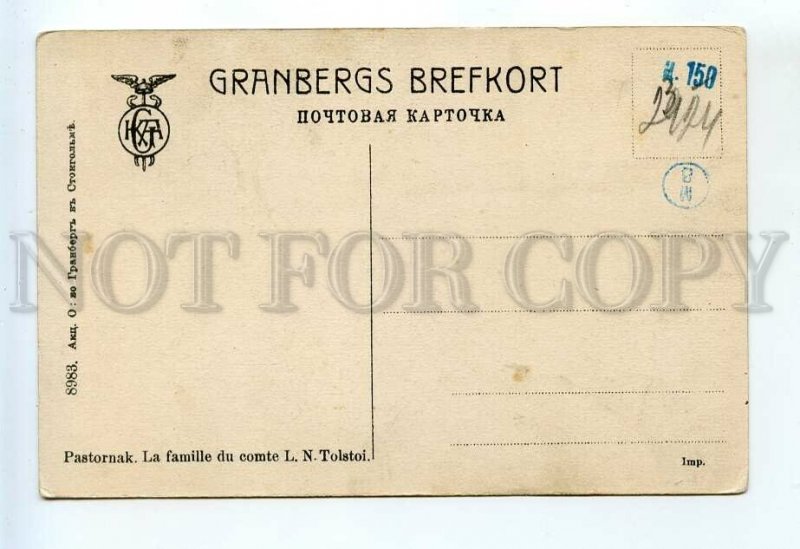 GRANBERGS BREFKORT
ПОЧТОВАЯ КАРТОЧКА
Ц. 150
NOT FOR COPY
8983. Акц. О:во Гранбергъ въ Стокгольмѣ.
Pastornak. La famille du comte L. N. Tolstoi.
Imp.